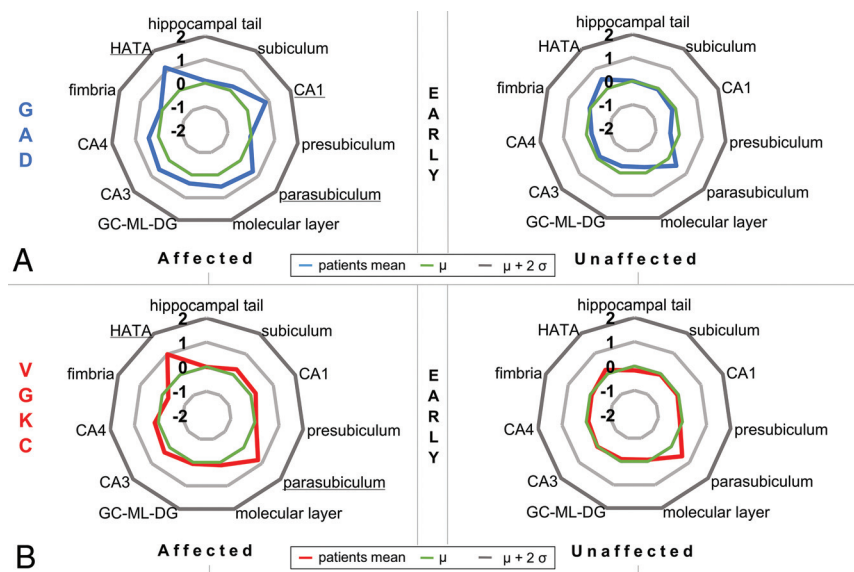 hippocampal tail
HATA
subiculum
fimbria
CA1
CA4
presubiculum
CA3
parasubiculum
GC-ML-DG
molecular layer
2
1
0
-1
-2
G
A
D
Affected
E
A
R
L
Y
hippocampal tail
HATA
subiculum
fimbria
CA1
CA4
presubiculum
CA3
parasubiculum
GC-ML-DG
molecular layer
2
1
0
-1
-2
Unaffected
A
patients mean μ μ + 2 σ
hippocampal tail
HATA
subiculum
fimbria
CA1
CA4
presubiculum
CA3
parasubiculum
GC-ML-DG
molecular layer
2
1
0
-1
-2
V
G
K
C
Affected
E
A
R
L
Y
hippocampal tail
HATA
subiculum
fimbria
CA1
CA4
presubiculum
CA3
parasubiculum
GC-ML-DG
molecular layer
2
1
0
-1
-2
Unaffected
B
patients mean μ μ + 2 σ